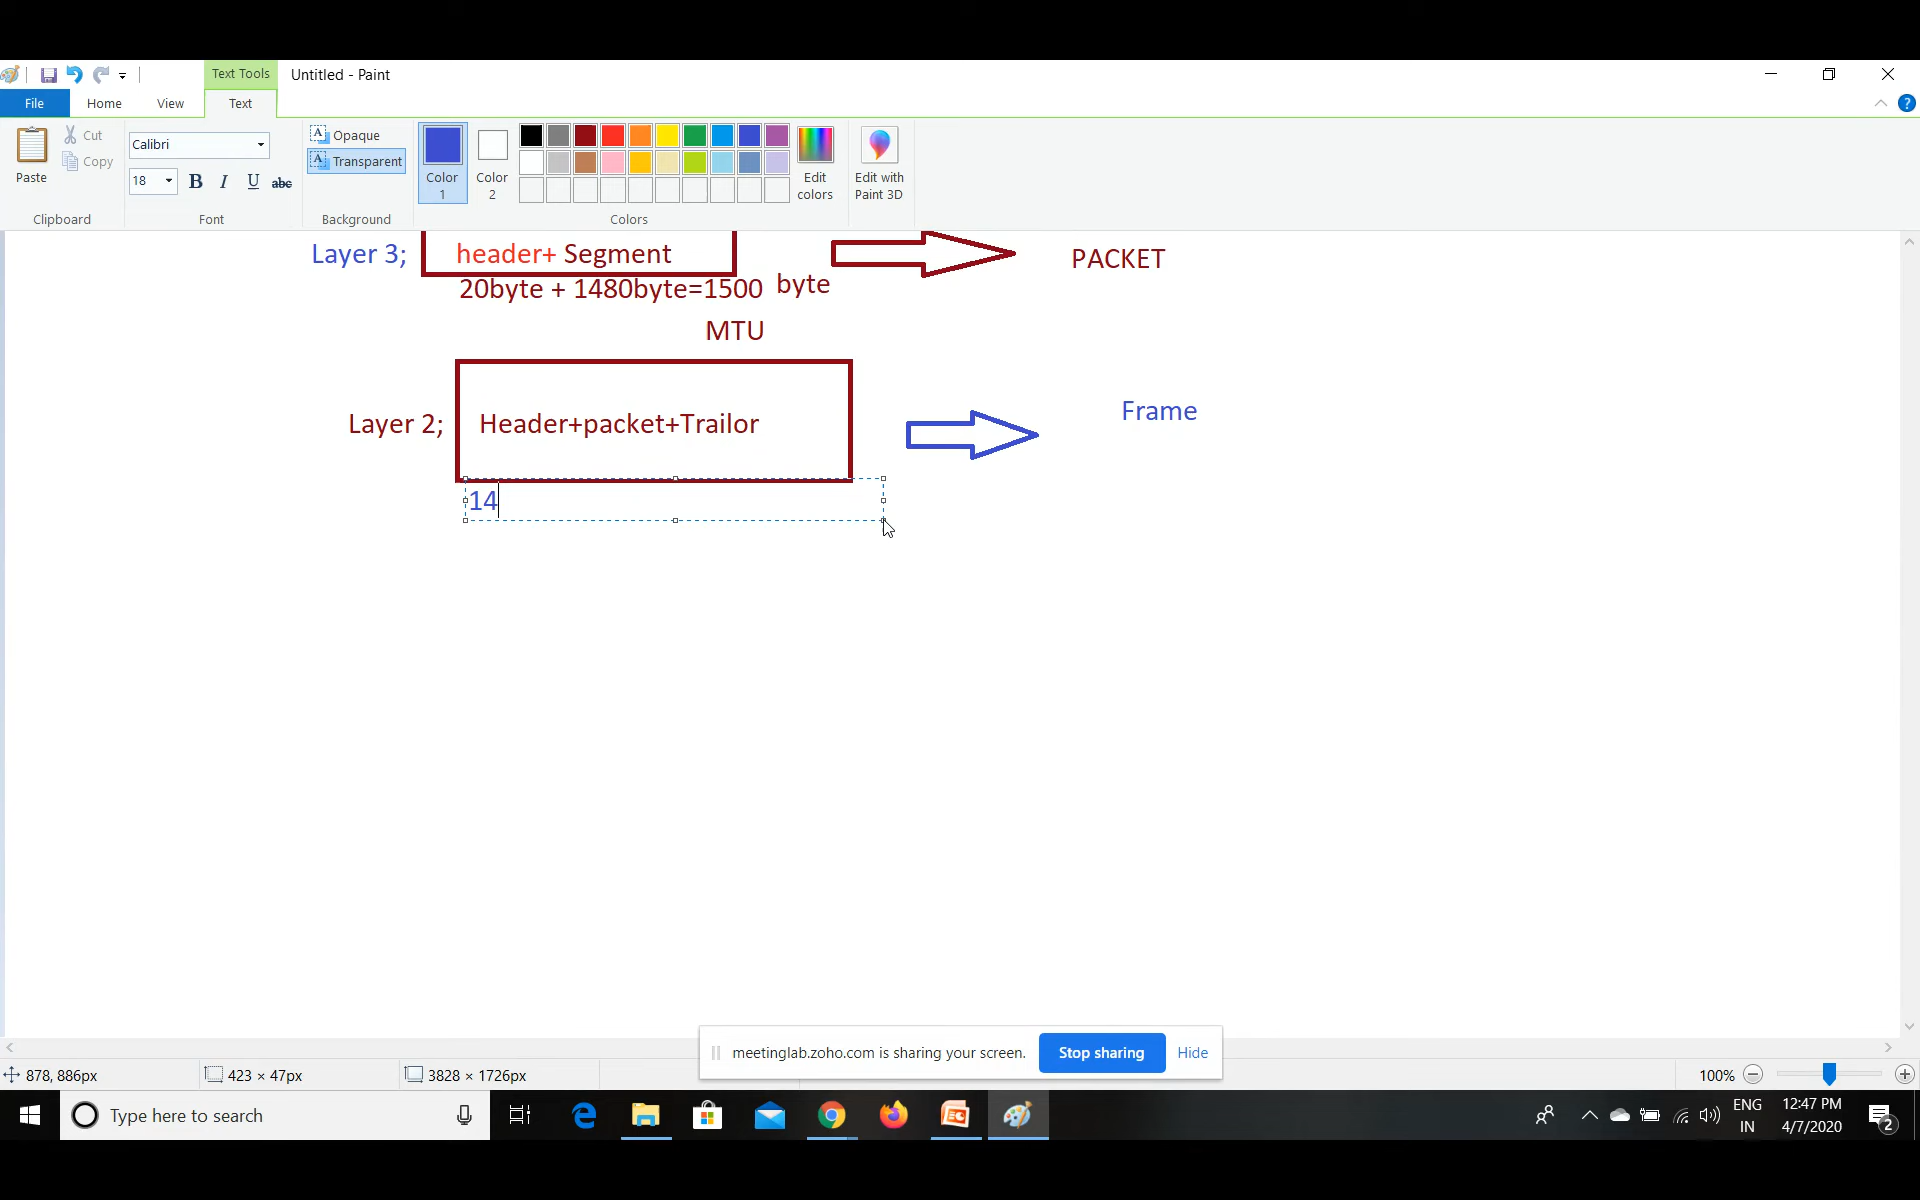 Text Tools
Untitled - Paint
File
Home
View
Text
?
Paste
Cut
Copy
Calibri
18
B
I
U
abc
A
Opaque
A
Transparent
Color
1
Color
2
Edit
colors
Edit with
Paint 3D
Clipboard
Font
Background
Colors
Layer 3;
header+ Segment
PACKET
20byte + 1480byte=1500
byte
MTU
Layer 2;
Header+packet+Trailor
Frame
14
meetinglab.zoho.com is sharing your screen.
Stop sharing
Hide
878, 886px
423 × 47px
3828 × 1726px
100%
Type here to search
ENG
IN
12:47 PM
4/7/2020
2